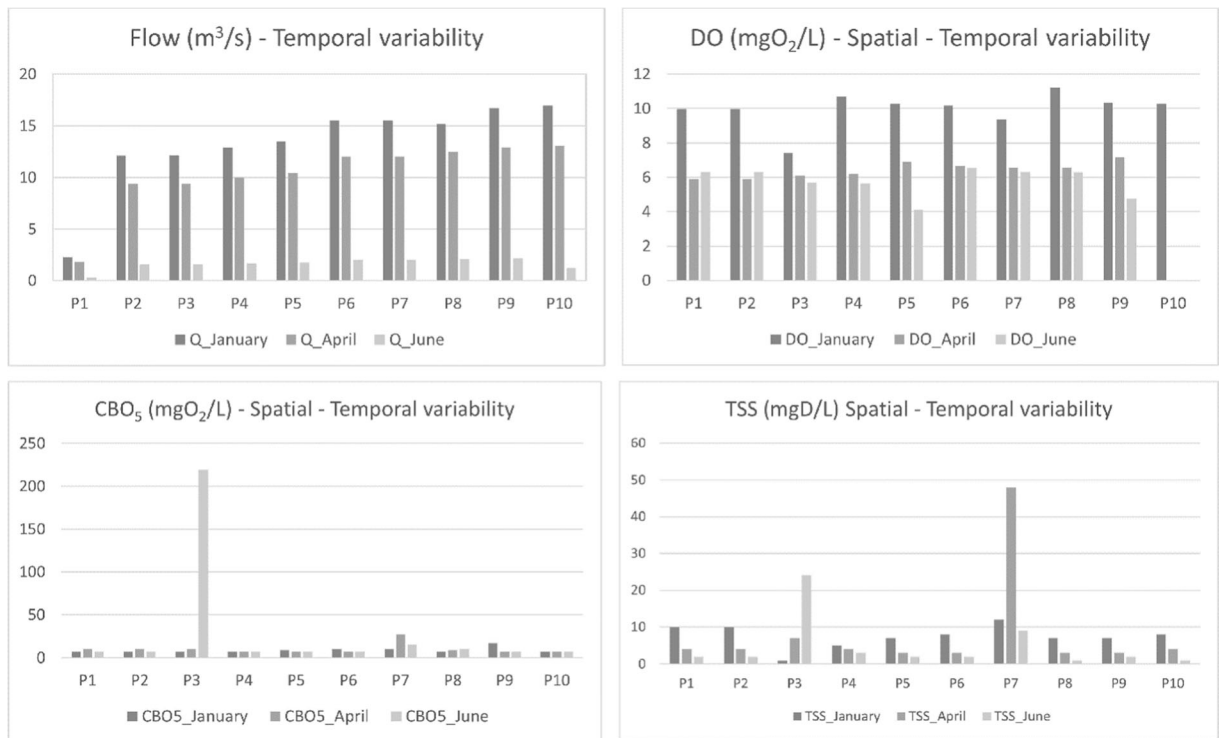 Flow (m³/s) - Temporal variability
20
15
10
5
0
P1 P2 P3 P4 P5 P6 P7 P8 P9 P10
Q_January Q_April Q_June
DO (mgO₂/L) - Spatial - Temporal variability
12
10
8
6
4
2
0
P1 P2 P3 P4 P5 P6 P7 P8 P9 P10
DO_January DO_April DO_June
CBO₅ (mgO₂/L) - Spatial - Temporal variability
250
200
150
100
50
0
P1 P2 P3 P4 P5 P6 P7 P8 P9 P10
CBO5_January CBO5_April CBO5_June
TSS (mgD/L) Spatial - Temporal variability
60
50
40
30
20
10
0
P1 P2 P3 P4 P5 P6 P7 P8 P9 P10
TSS_January TSS_April TSS_June